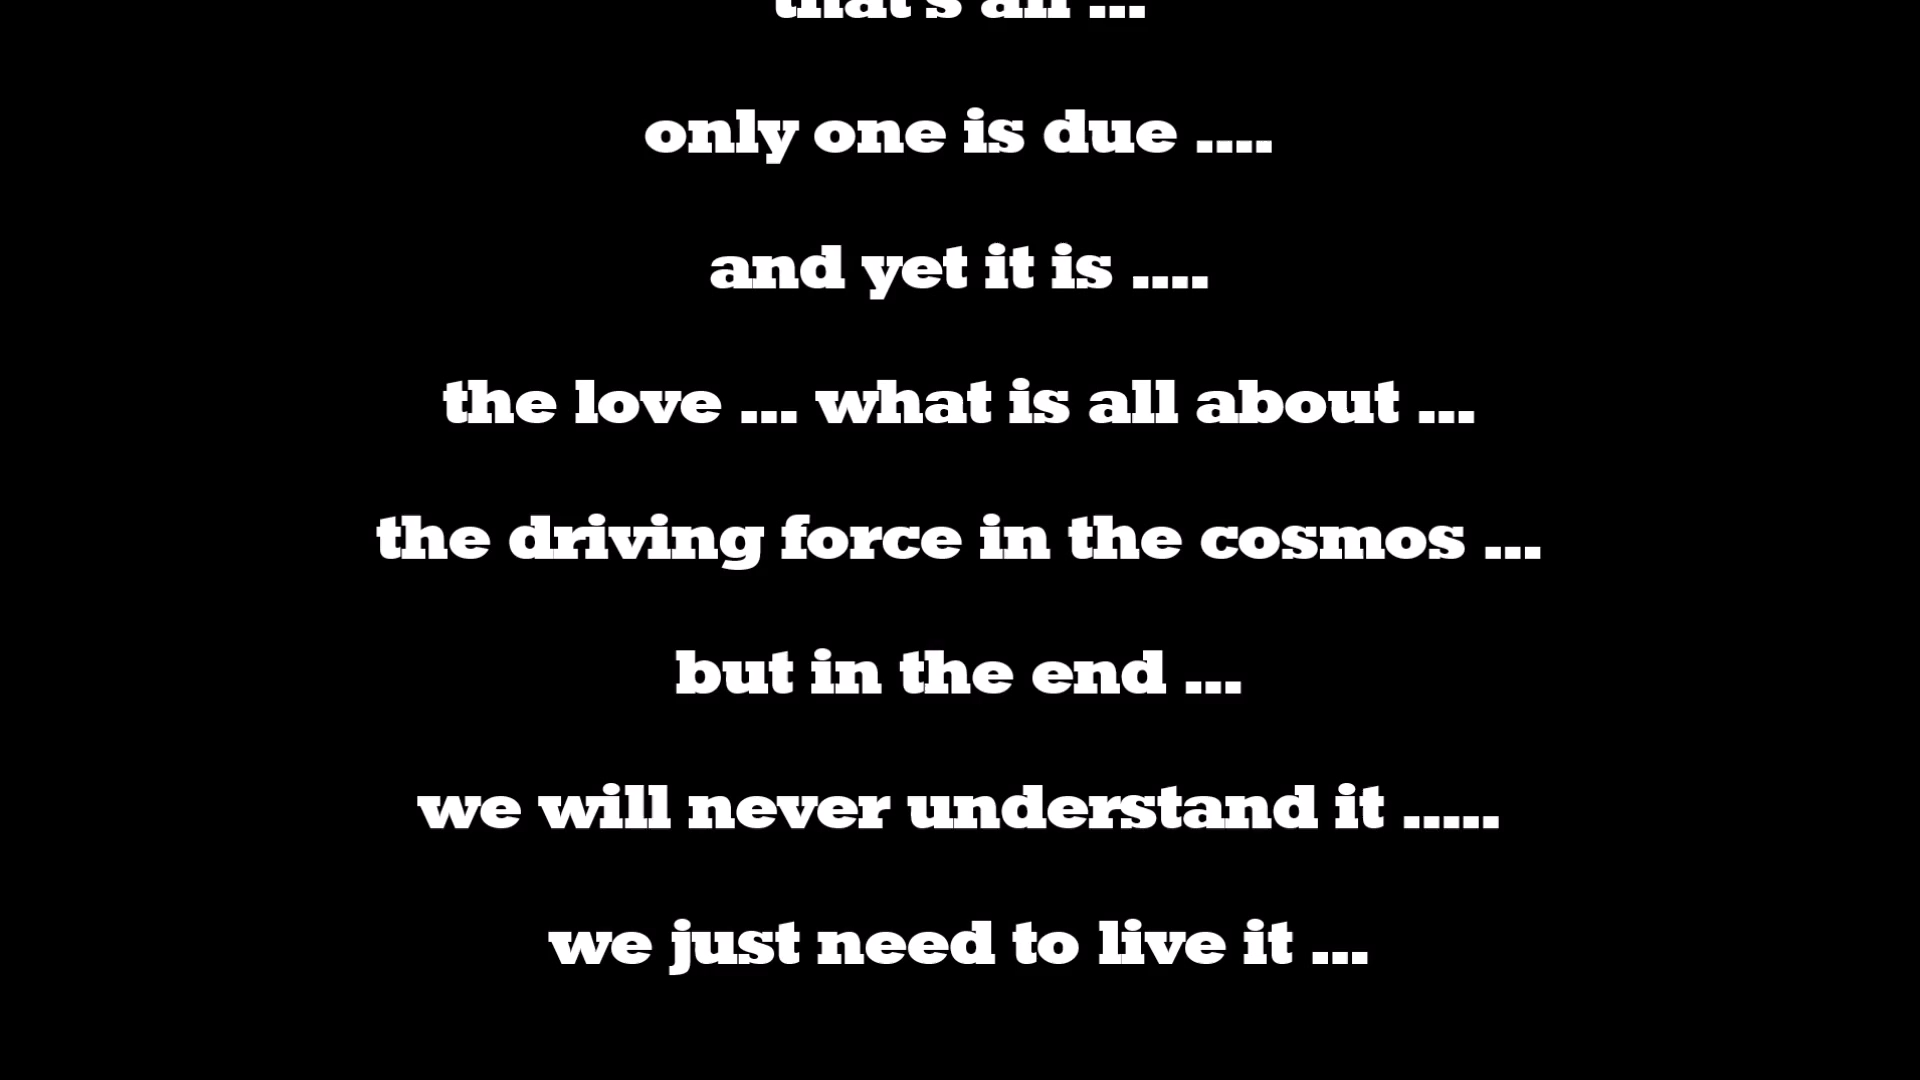 that's all ...
only one is due ....
and yet it is ....
the love ... what is all about ...
the driving force in the cosmos ...
but in the end ...
we will never understand it .....
we just need to live it ...